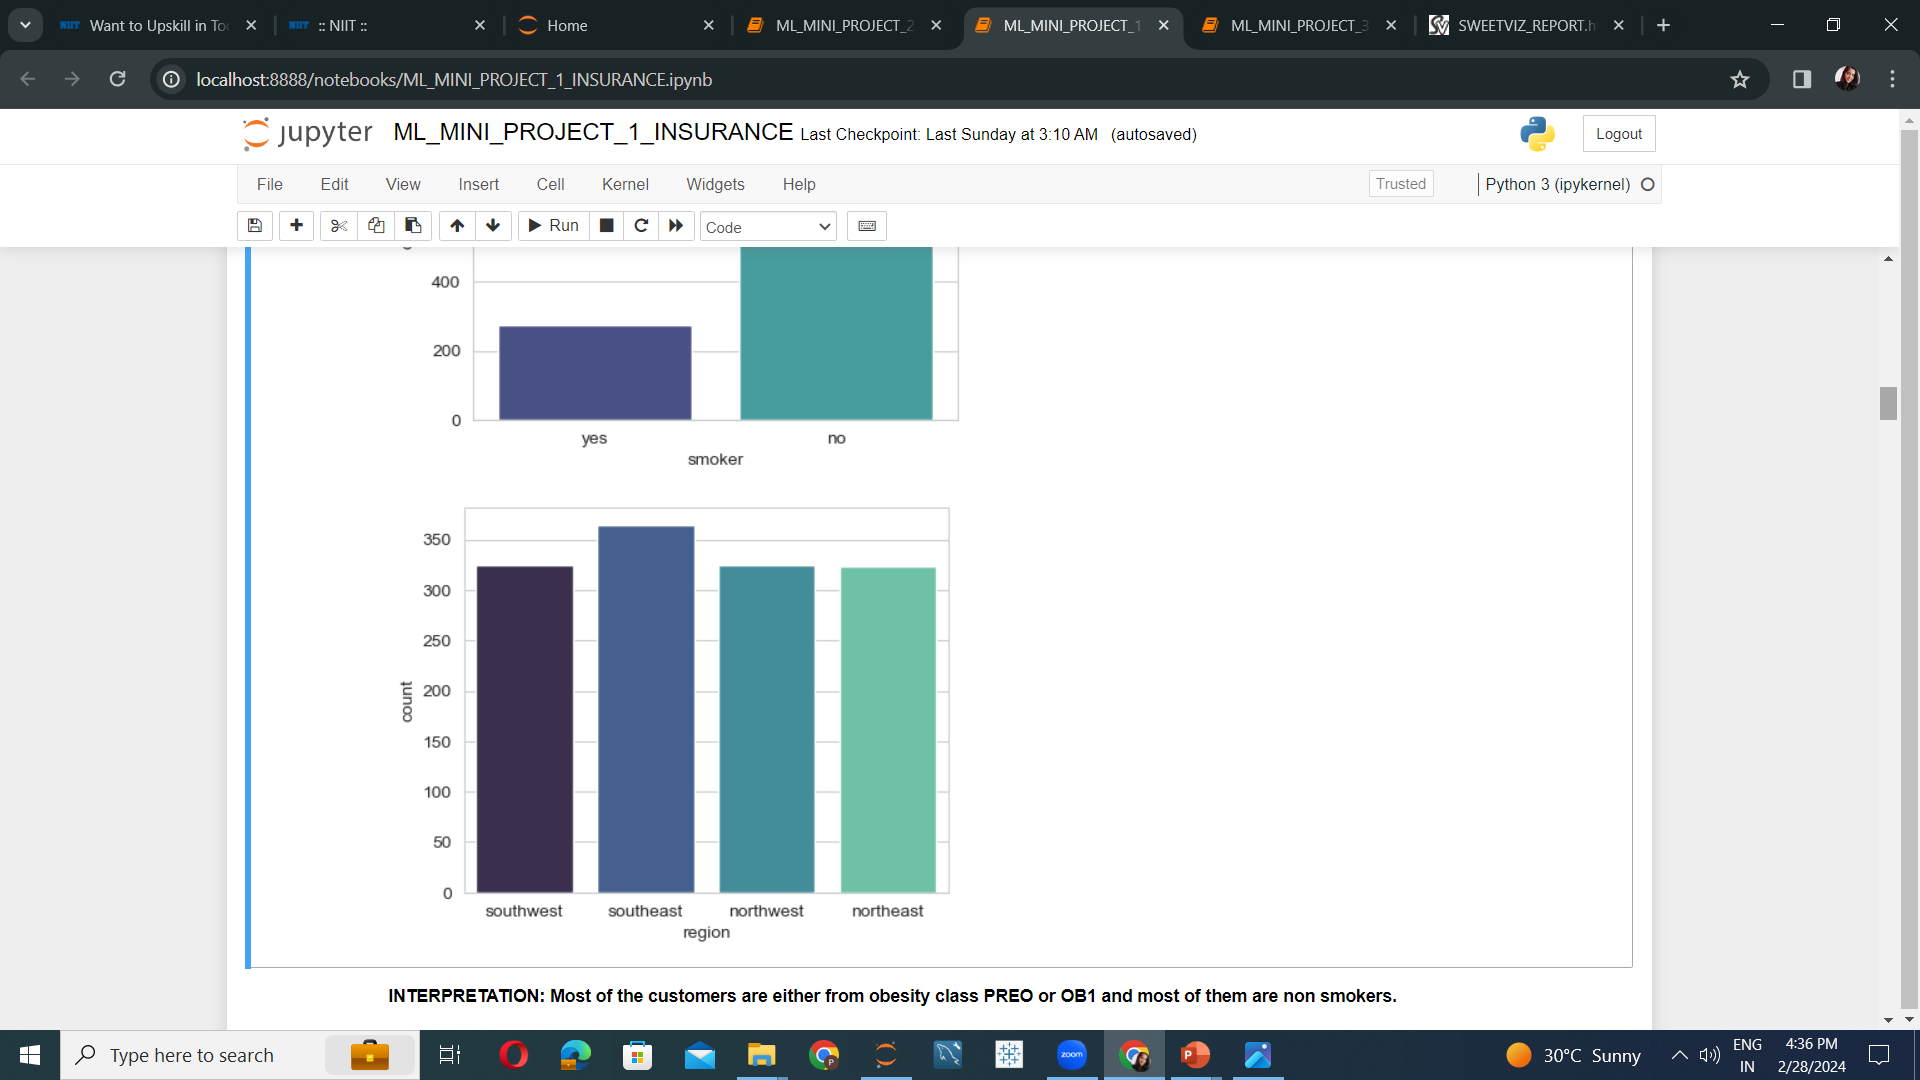 Want to Upskill in To
:: NIIT ::
Home
ML_MINI_PROJECT_2
ML_MINI_PROJECT_1
ML_MINI_PROJECT_3
SWEETVIZ_REPORT.h
localhost:8888/notebooks/ML_MINI_PROJECT_1_INSURANCE.ipynb
jupyter ML_MINI_PROJECT_1_INSURANCE Last Checkpoint: Last Sunday at 3:10 AM (autosaved)
Logout
File Edit View Insert Cell Kernel Widgets Help
Trusted
Python 3 (ipykernel)
Run
Code
400
200
0
yes no
smoker
350
300
250
200
150
100
50
0
count
southwest southeast northwest northeast
region
INTERPRETATION: Most of the customers are either from obesity class PREO or OB1 and most of them are non smokers.
Type here to search
zoom
30°C Sunny
ENG
IN
4:36 PM
2/28/2024